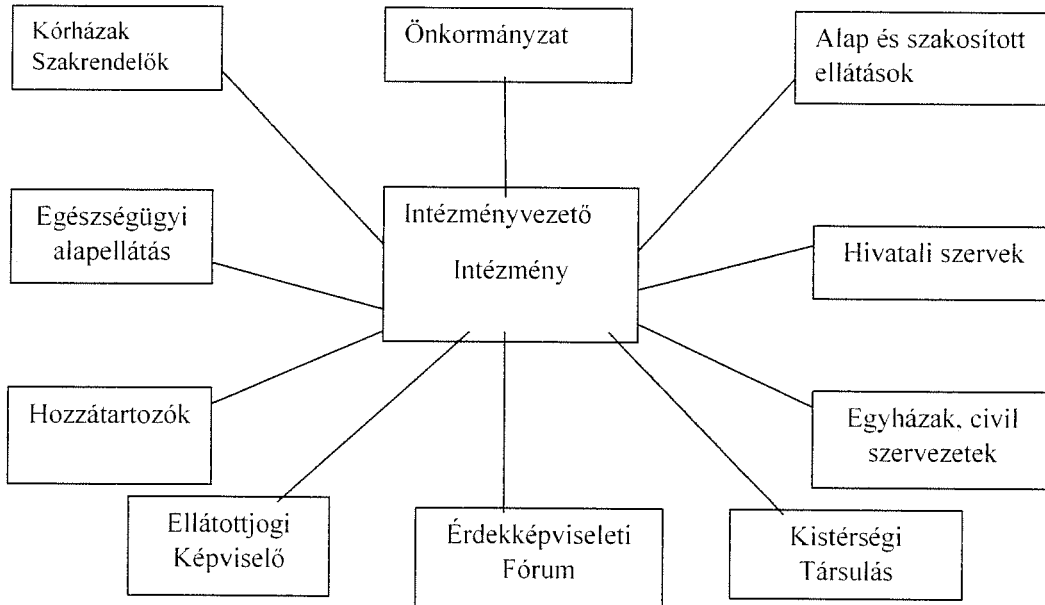 Kórházak
Szakrendelők
Önkormányzat
Alap és szakosított
ellátások
Egészségügyi
alapellátás
Intézményvezető
Intézmény
Hivatali szervek
Hozzátartozók
Egyházak, civil
szervezetek
Ellátottjogi
Képviselő
Érdekképviseleti
Fórum
Kistérségi
Társulás